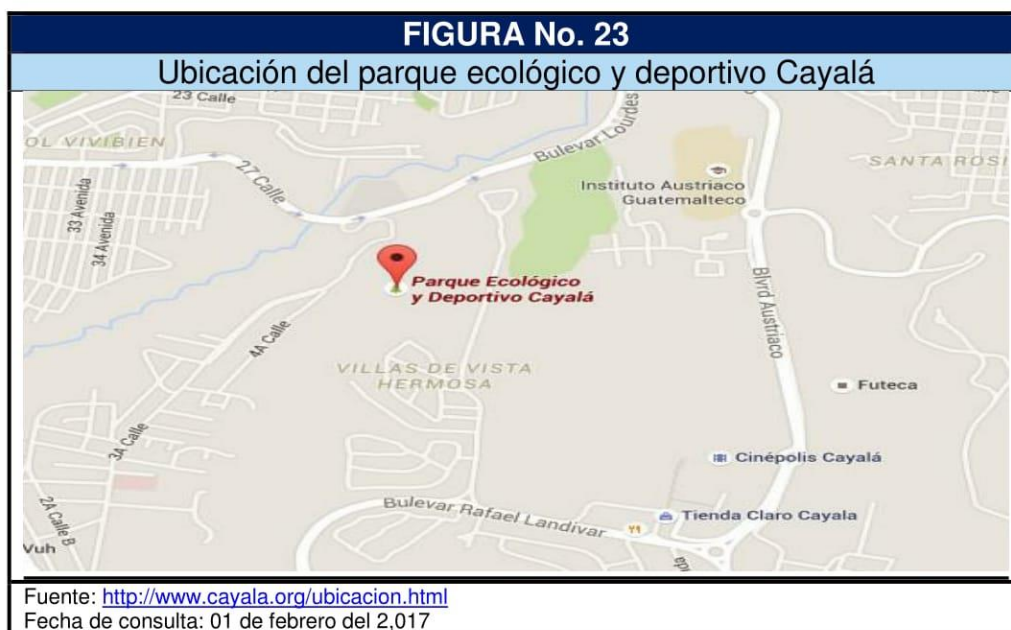 FIGURA No. 23
Ubicación del parque ecológico y deportivo Cayalá
23 Calle
OL VIVIBIEN
27 Calle
Bulevar Lourdes
SANTA ROSI
Instituto Austriaco
Guatemalteco
33 Avenida
34 Avenida
Parque Ecológico
y Deportivo Cayalá
Blvrd Austriaco
4A Calle
VILLAS DE VISTA
HERMOSA
Futeca
3A Calle
Cinépolis Cayalá
2A Calle B
Bulevar Rafael Landivar
Tienda Claro Cayala
Vuh
Fuente: http://www.cayala.org/ubicacion.html
Fecha de consulta: 01 de febrero del 2,017